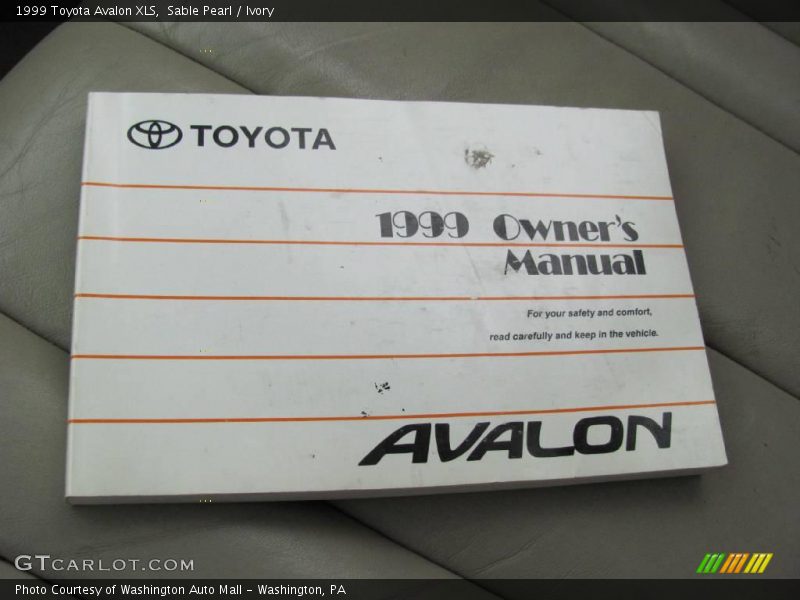 1999 Toyota Avalon XLS,  Sable Pearl / Ivory
TOYOTA
1999 Owner's
Manual
For your safety and comfort,
read carefully and keep in the vehicle.
AVALON
GTCARLOT.COM
Photo Courtesy of Washington Auto Mall - Washington, PA